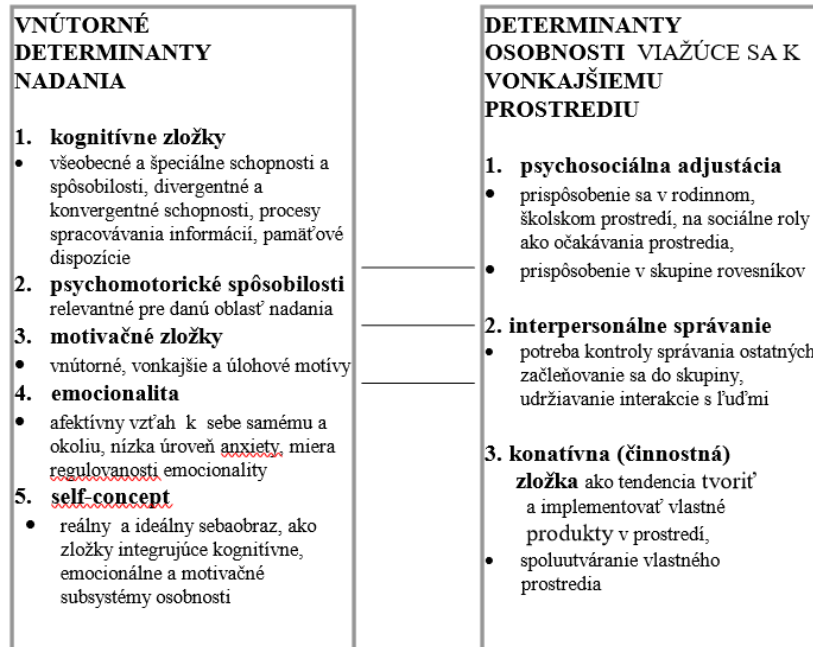 VNÚTORNÉ
DETERMINANTY
NADANIA
1. kognitívne zložky
• všeobecné a špeciálne schopnosti a
spôsobilosti, divergentné a
konvergentné schopnosti, procesy
spracovávania informácií, pamäťové
dispozície
2. psychomotorické spôsobilosti
relevantné pre danú oblasť nadania
3. motivačné zložky
• vnútorné, vonkajšie a úlohové motívy
4. emocionalita
• afektívny vzťah k sebe samému a
okoliu, nízka úroveň anxiety, miera
regulovanosti emocionality
5. self-concept
• reálny a ideálny sebaobraz, ako
zložky integrujúce kognitívne,
emocionálne a motivačné
subsystémy osobnosti
DETERMINANTY
OSOBNOSTI VIAŽÚCE SA K
VONKAJŠIEMU
PROSTREDIU
1. psychosociálna adjustácia
• prispôsobenie sa v rodinnom,
školskom prostredí, na sociálne roly
ako očakávania prostredia,
• prispôsobenie v skupine rovesníkov
2. interpersonálne správanie
• potreba kontroly správania ostatných
začleňovanie sa do skupiny,
udržiavanie interakcie s ľuďmi
3. konatívna (činnostná)
zložka ako tendencia tvoriť
a implementovať vlastné
produkty v prostredí,
• spoluutváranie vlastného
prostredia